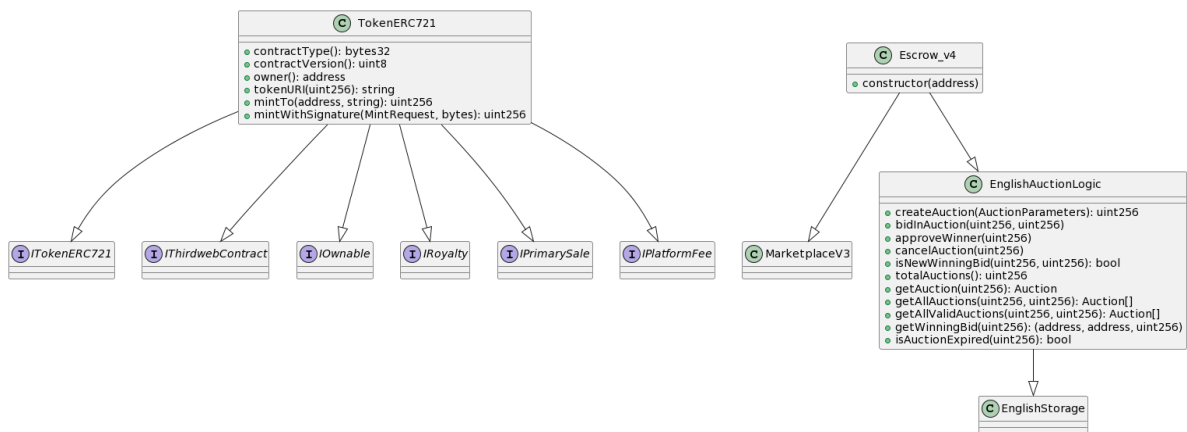 C TokenERC721
contractType(): bytes32
contractVersion(): uint8
owner(): address
tokenURI(uint256): string
mintTo(address, string): uint256
mintWithSignature(MintRequest, bytes): uint256
C Escrow_v4
constructor(address)
I ITokenERC721
I IThirdwebContract
I IOwnable
I IRoyalty
I IPrimarySale
I IPlatformFee
C MarketplaceV3
C EnglishAuctionLogic
createAuction(AuctionParameters): uint256
bidInAuction(uint256, uint256)
approveWinner(uint256)
cancelAuction(uint256)
isNewWinningBid(uint256, uint256): bool
totalAuctions(): uint256
getAuction(uint256): Auction
getAllAuctions(uint256, uint256): Auction[]
getAllValidAuctions(uint256, uint256): Auction[]
getWinningBid(uint256): (address, address, uint256)
isAuctionExpired(uint256): bool
C EnglishStorage